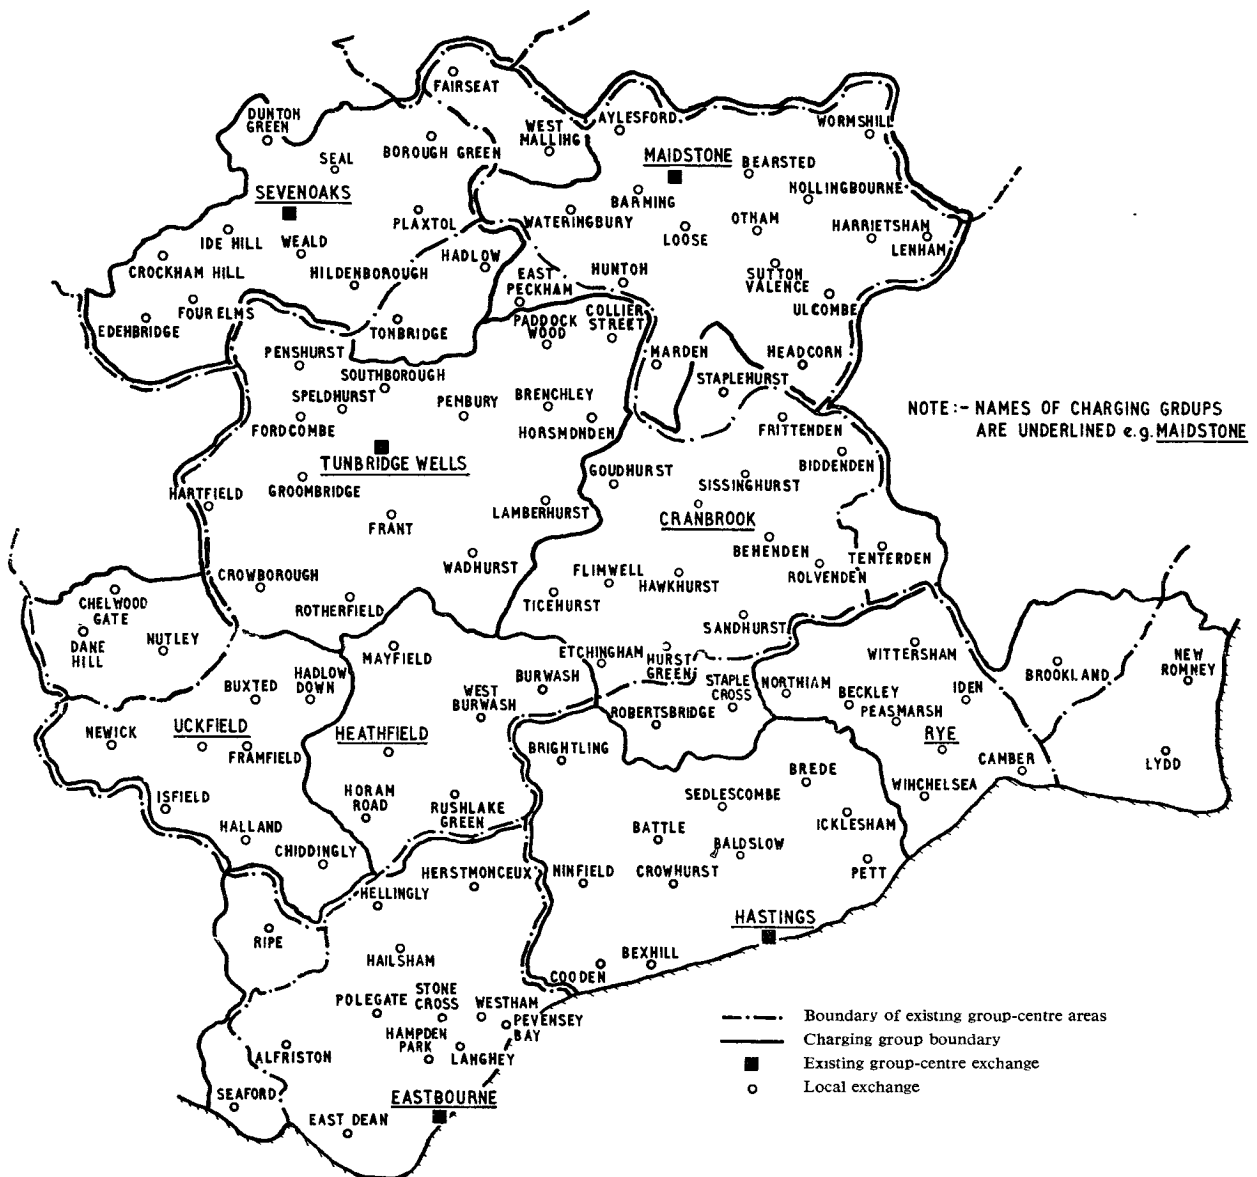 FAIRSEAT
DUNTON
GREEN
WEST
MALLING
AYLESFORD
WORMSHILL
SEAL
BOROUGH GREEN
MAIDSTONE
BEARSTED
SEVENOAKS
BARMING
HOLLINGBOURNE
PLAXTOL
WATERINGBURY
LOOSE
OTHAM
HARRIETSHAM
LENHAM
IDE HILL
WEALD
CROCKHAM HILL
HILDENBOROUGH
HADLOW
EAST
PECKHAM
HUNTON
SUTTON
VALENCE
ULCOMBE
FOUR ELMS
EDENBRIDGE
TONBRIDGE
PADDOCK
WOOD
COLLIER
STREET
PENSHURST
SOUTHBOROUGH
MARDEN
STAPLEHURST
HEADCORN
SPELDHURST
PEMBURY
BRENCHLEY
FORDCOMBE
HORSMONDEN
FRITTENDEN
NOTE:- NAMES OF CHARGING GROUPS
ARE UNDERLINED e.g. MAIDSTONE
TUNBRIDGE WELLS
GOUDHURST
SISSINGHURST
BIDDENDEN
HARTFIELD
GROOMBRIDGE
FRANT
LAMBERHURST
CRANBROOK
BENENDEN
TENTERDEN
CROWBOROUGH
WADHURST
FLIMWELL
HAWKHURST
ROLVENDEN
CHELWOOD
GATE
ROTHERFIELD
TICEHURST
SANDHURST
DANE
HILL
NUTLEY
MAYFIELD
ETCHINGHAM
HURST
GREEN
WITTERSHAM
BROOKLAND
NEW
ROMNEY
BUXTED
HADLOW
DOWN
WEST
BURWASH
BURWASH
STAPLE
CROSS
NORTHIAM
BECKLEY
PEASMARSH
IDEN
NEWICK
UCKFIELD
FRAMFIELD
HEATHFIELD
ROBERTSBRIDGE
BRIGHTLING
RYE
CAMBER
LYDD
ISFIELD
HORAM
ROAD
RUSHLAKE
GREEN
SEDLESCOMBE
BREDE
WINCHELSEA
HALLAND
CHIDDINGLY
BATTLE
BALDSLOW
ICKLESHAM
HELLINGLY
HERSTMONCEUX
NINFIELD
CROWHURST
PETT
RIPE
HAILSHAM
HASTINGS
COODEN
BEXHILL
POLEGATE
STONE
CROSS
WESTHAM
PEVENSEY
BAY
HAMPDEN
PARK
LANGNEY
ALFRISTON
SEAFORD
EAST DEAN
EASTBOURNE
Boundary of existing group-centre areas
Charging group boundary
Existing group-centre exchange
Local exchange